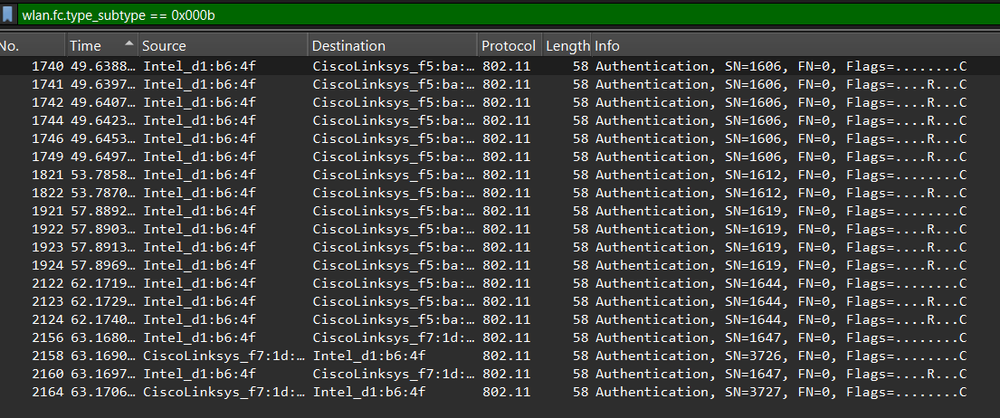 wlan.fc.type_subtype == 0x000b
No. Time Source Destination Protocol Length Info
1740 49.6388… Intel_d1:b6:4f CiscoLinksys_f5:ba:… 802.11 58 Authentication, SN=1606, FN=0, Flags=........C
1741 49.6397… Intel_d1:b6:4f CiscoLinksys_f5:ba:… 802.11 58 Authentication, SN=1606, FN=0, Flags=....R...C
1742 49.6407… Intel_d1:b6:4f CiscoLinksys_f5:ba:… 802.11 58 Authentication, SN=1606, FN=0, Flags=....R...C
1744 49.6423… Intel_d1:b6:4f CiscoLinksys_f5:ba:… 802.11 58 Authentication, SN=1606, FN=0, Flags=....R...C
1746 49.6453… Intel_d1:b6:4f CiscoLinksys_f5:ba:… 802.11 58 Authentication, SN=1606, FN=0, Flags=....R...C
1749 49.6497… Intel_d1:b6:4f CiscoLinksys_f5:ba:… 802.11 58 Authentication, SN=1606, FN=0, Flags=....R...C
1821 53.7858… Intel_d1:b6:4f CiscoLinksys_f5:ba:… 802.11 58 Authentication, SN=1612, FN=0, Flags=........C
1822 53.7870… Intel_d1:b6:4f CiscoLinksys_f5:ba:… 802.11 58 Authentication, SN=1612, FN=0, Flags=....R...C
1921 57.8892… Intel_d1:b6:4f CiscoLinksys_f5:ba:… 802.11 58 Authentication, SN=1619, FN=0, Flags=........C
1922 57.8903… Intel_d1:b6:4f CiscoLinksys_f5:ba:… 802.11 58 Authentication, SN=1619, FN=0, Flags=....R...C
1923 57.8913… Intel_d1:b6:4f CiscoLinksys_f5:ba:… 802.11 58 Authentication, SN=1619, FN=0, Flags=....R...C
1924 57.8969… Intel_d1:b6:4f CiscoLinksys_f5:ba:… 802.11 58 Authentication, SN=1619, FN=0, Flags=....R...C
2122 62.1719… Intel_d1:b6:4f CiscoLinksys_f5:ba:… 802.11 58 Authentication, SN=1644, FN=0, Flags=........C
2123 62.1729… Intel_d1:b6:4f CiscoLinksys_f5:ba:… 802.11 58 Authentication, SN=1644, FN=0, Flags=....R...C
2124 62.1740… Intel_d1:b6:4f CiscoLinksys_f5:ba:… 802.11 58 Authentication, SN=1644, FN=0, Flags=....R...C
2156 63.1680… Intel_d1:b6:4f CiscoLinksys_f7:1d:… 802.11 58 Authentication, SN=1647, FN=0, Flags=........C
2158 63.1690… CiscoLinksys_f7:1d:… Intel_d1:b6:4f 802.11 58 Authentication, SN=3726, FN=0, Flags=........C
2160 63.1697… Intel_d1:b6:4f CiscoLinksys_f7:1d:… 802.11 58 Authentication, SN=1647, FN=0, Flags=....R...C
2164 63.1706… CiscoLinksys_f7:1d:… Intel_d1:b6:4f 802.11 58 Authentication, SN=3727, FN=0, Flags=........C